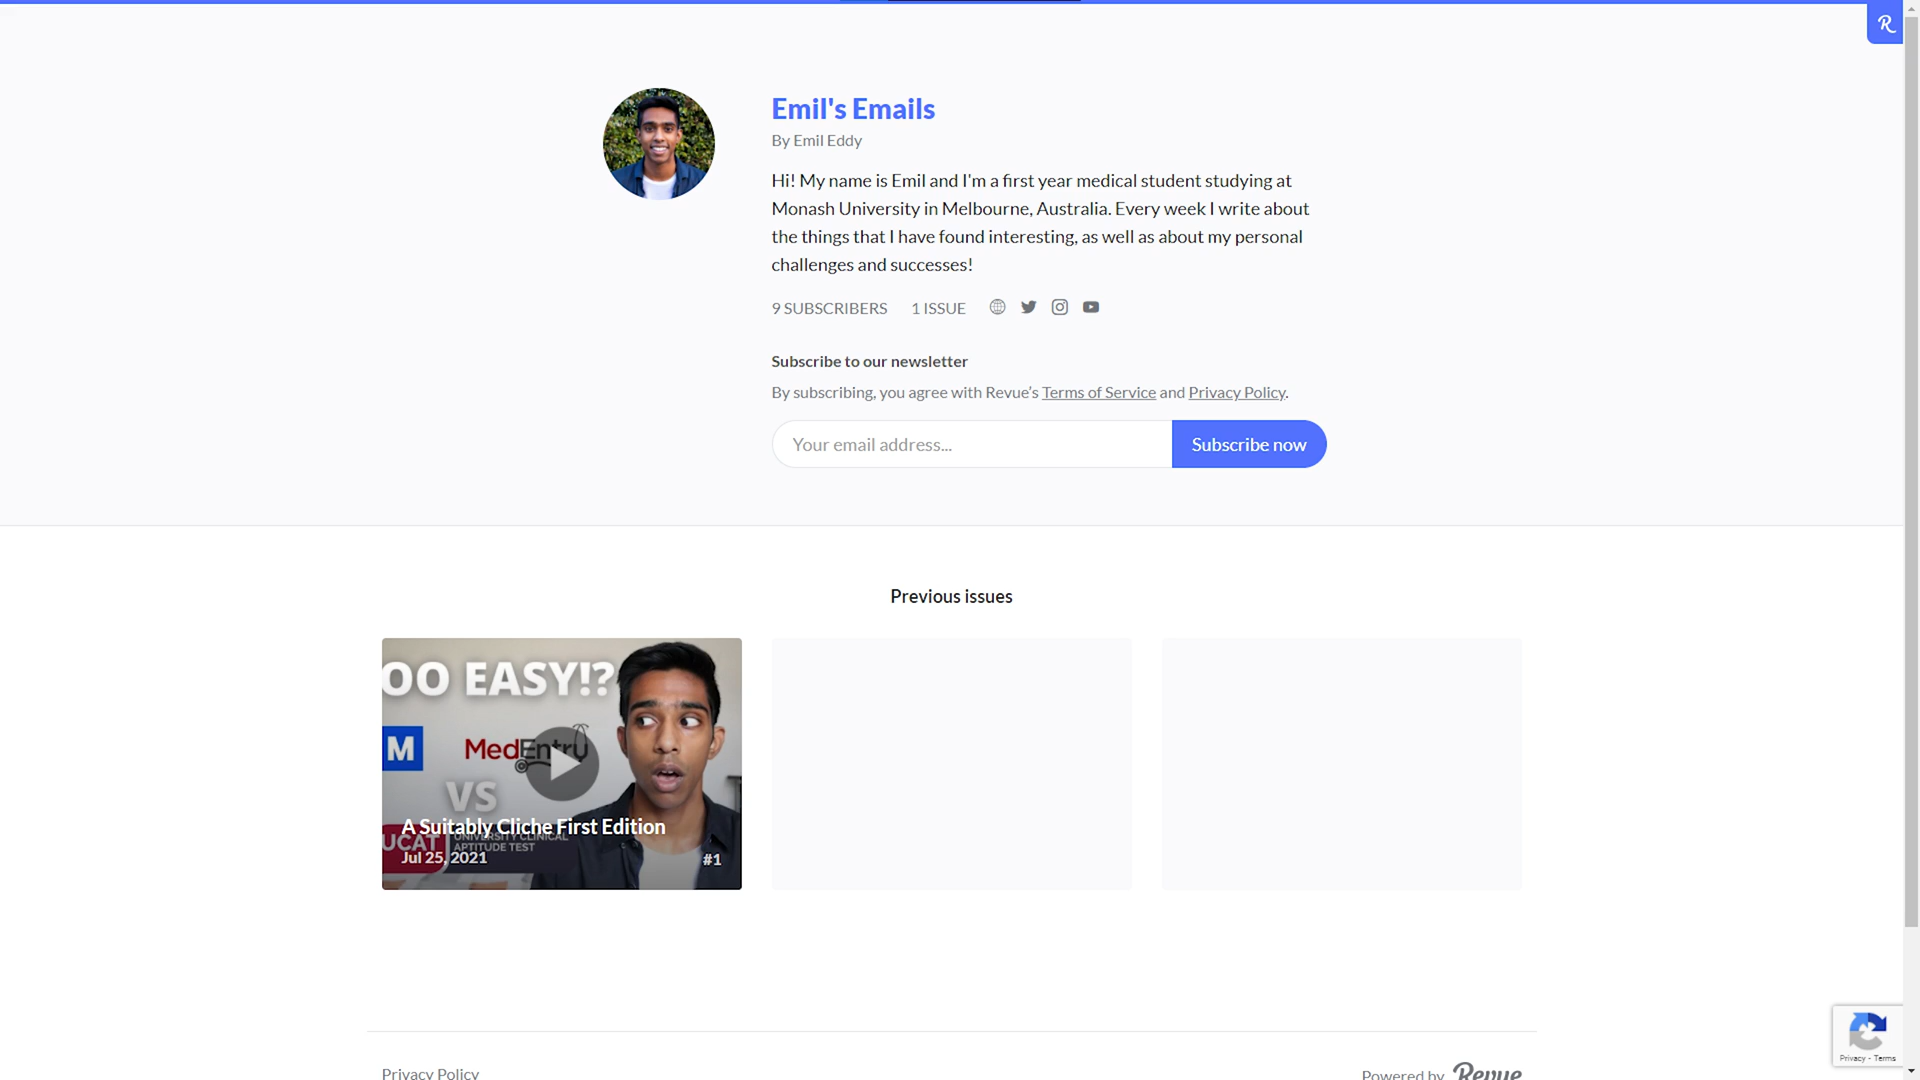 R
Emil's Emails
By Emil Eddy
Hi! My name is Emil and I'm a first year medical student studying at
Monash University in Melbourne, Australia. Every week I write about
the things that I have found interesting, as well as about my personal
challenges and successes!
9 SUBSCRIBERS 1 ISSUE
Subscribe to our newsletter
By subscribing, you agree with Revue’s Terms of Service and Privacy Policy.
Your email address... Subscribe now
Previous issues
OO EASY!?
M MedEntry
VS
A Suitably Cliche First Edition
UCAT UNIVERSITY CLINICAL
APTITUDE TEST
Jul 25, 2021 #1
Privacy - Terms
Privacy Policy Powered by Revue